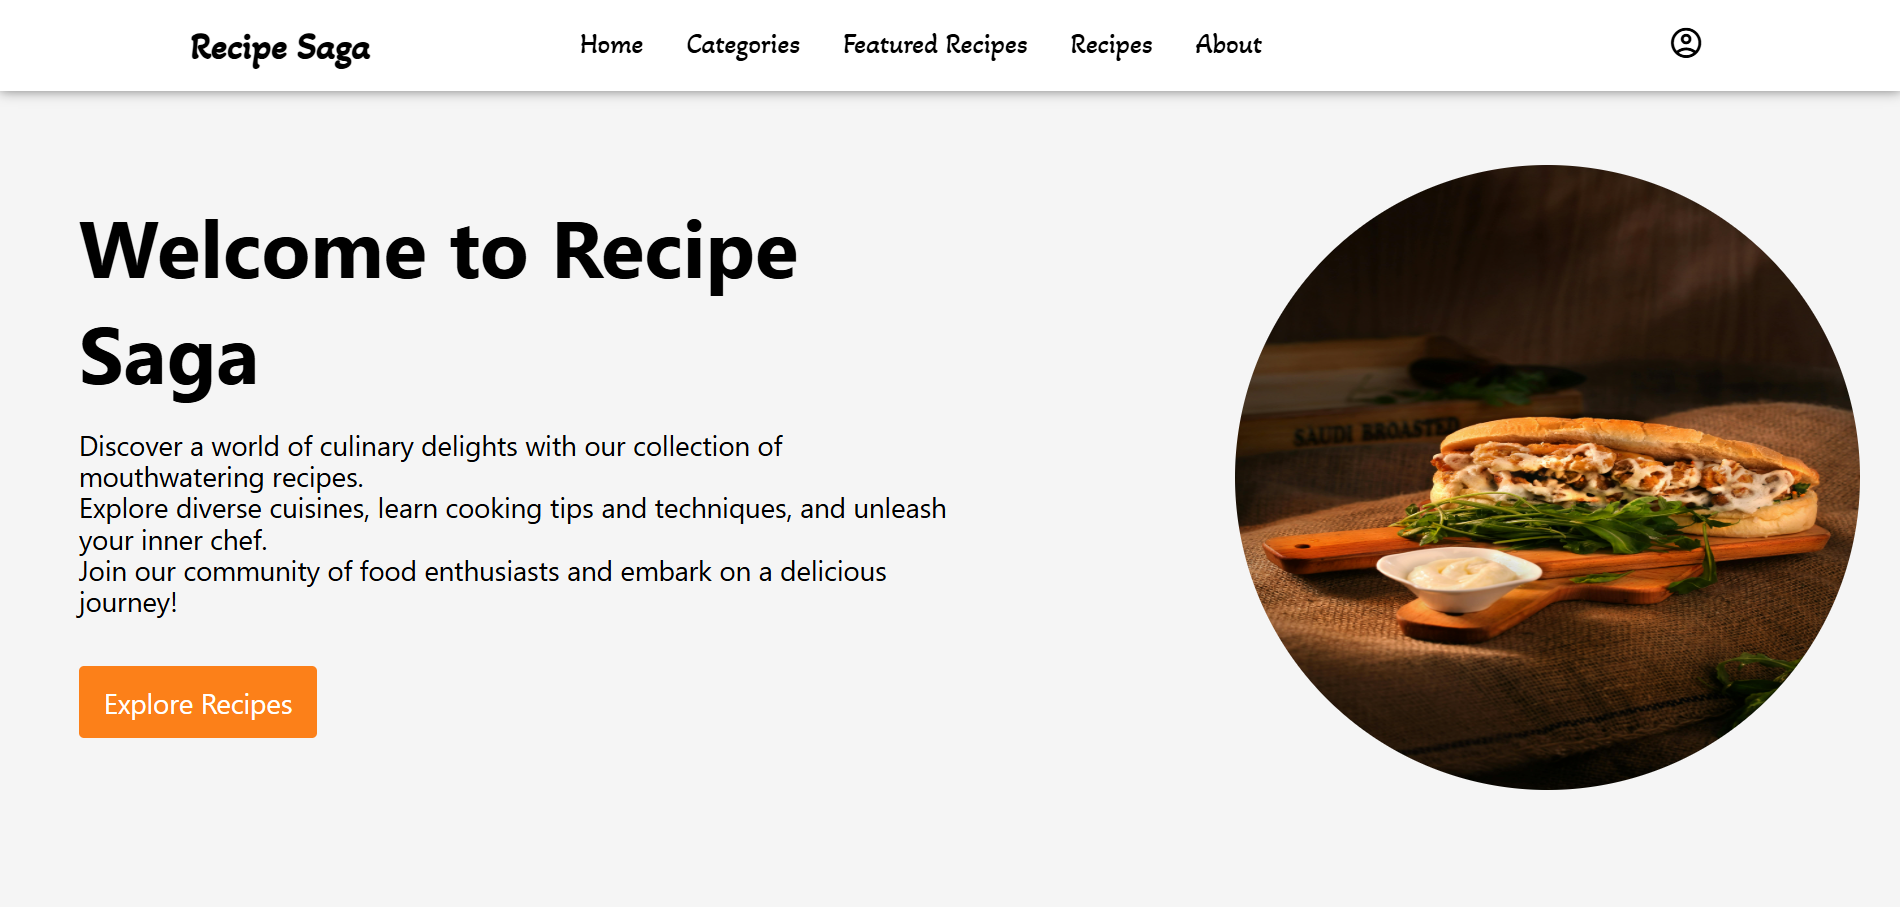 Recipe Saga
Home Categories Featured Recipes Recipes About
Welcome to Recipe
Saga
Discover a world of culinary delights with our collection of
mouthwatering recipes.
Explore diverse cuisines, learn cooking tips and techniques, and unleash
your inner chef.
Join our community of food enthusiasts and embark on a delicious
journey!
Explore Recipes
SAUDI BROASTED